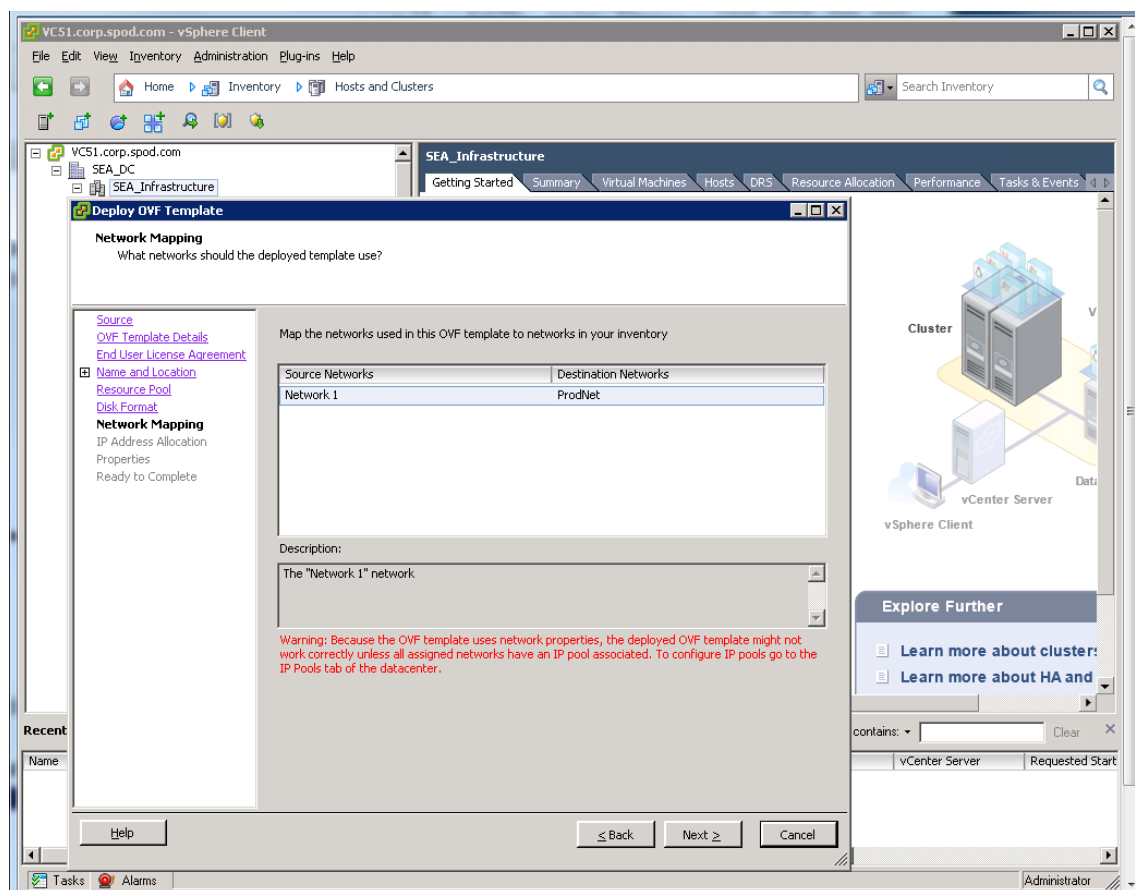 VC51.corp.spod.com - vSphere Client
File Edit View Inventory Administration Plug-ins Help
Home Inventory Hosts and Clusters
Search Inventory
VC51.corp.spod.com
SEA_DC
SEA_Infrastructure
SEA_Infrastructure
Getting Started Summary Virtual Machines Hosts DRS Resource Allocation Performance Tasks & Events
Deploy OVF Template
Network Mapping
What networks should the deployed template use?
Source
OVF Template Details
End User License Agreement
Name and Location
Resource Pool
Disk Format
Network Mapping
IP Address Allocation
Properties
Ready to Complete
Map the networks used in this OVF template to networks in your inventory
Source Networks Destination Networks
Network 1 ProdNet
Description:
The "Network 1" network
Warning: Because the OVF template uses network properties, the deployed OVF template might not
work correctly unless all assigned networks have an IP pool associated. To configure IP pools go to the
IP Pools tab of the datacenter.
Help
< Back Next > Cancel
Cluster
V
Data
vCenter Server
vSphere Client
Explore Further
Learn more about clusters
Learn more about HA and
Recent
contains: Clear
Name vCenter Server Requested Start
Tasks Alarms Administrator